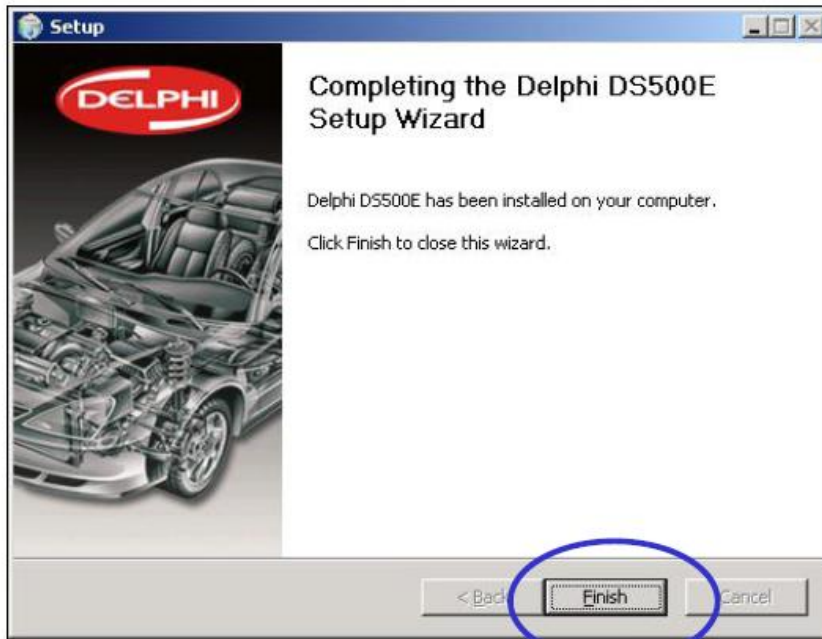 Setup
DELPHI
Completing the Delphi DS500E
Setup Wizard
Delphi DS500E has been installed on your computer.
Click Finish to close this wizard.
< Back
Finish
Cancel